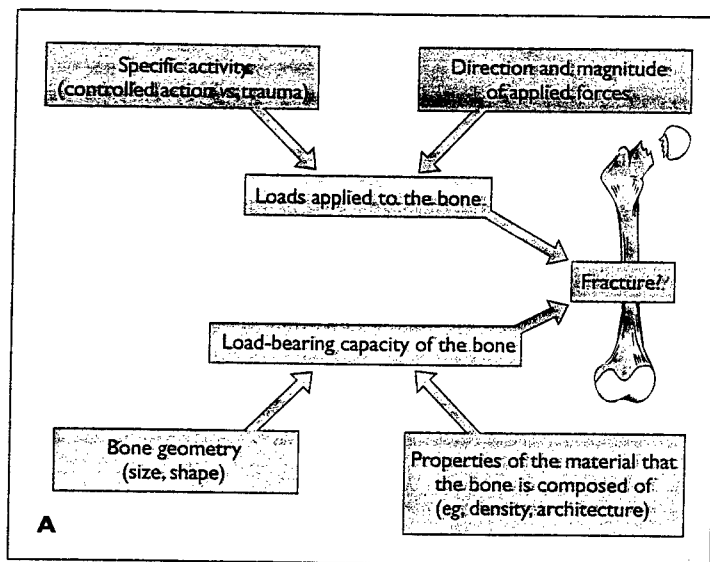 Specific activity
(controlled action vs trauma)
Direction and magnitude
of applied forces
Loads applied to the bone
Fracture?
Load-bearing capacity of the bone
Bone geometry
(size, shape)
Properties of the material that
the bone is composed of
(eg, density, architecture)
A